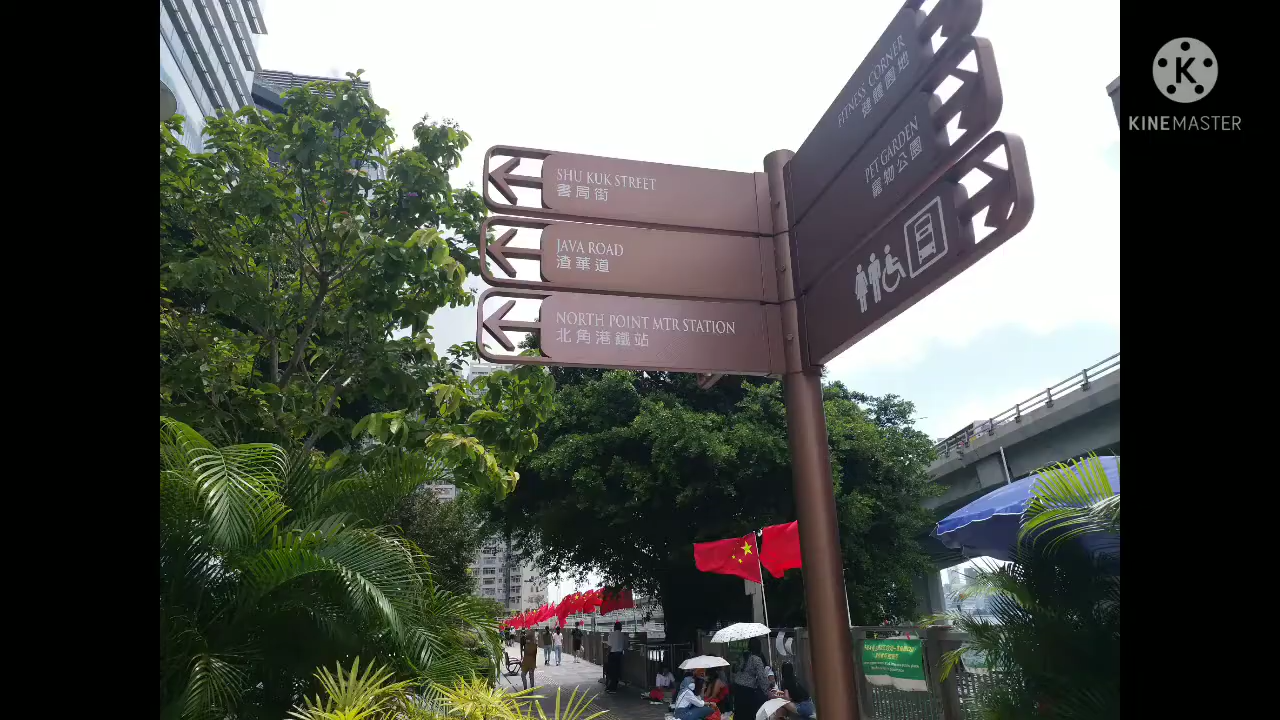 SHU KUK STREET
書局街
JAVA ROAD
渣華道
NORTH POINT MTR STATION
北角港鐵站
FITNESS CORNER
健體園地
PET GARDEN
寵物公園
KINEMASTER